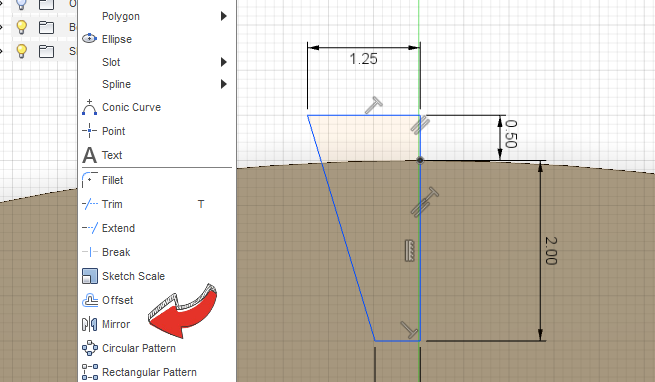 O
B
S
Polygon
Ellipse
Slot
Spline
Conic Curve
Point
A Text
Fillet
Trim T
Extend
Break
Sketch Scale
Offset
Mirror
Circular Pattern
Rectangular Pattern
1.25
0.50
2.00